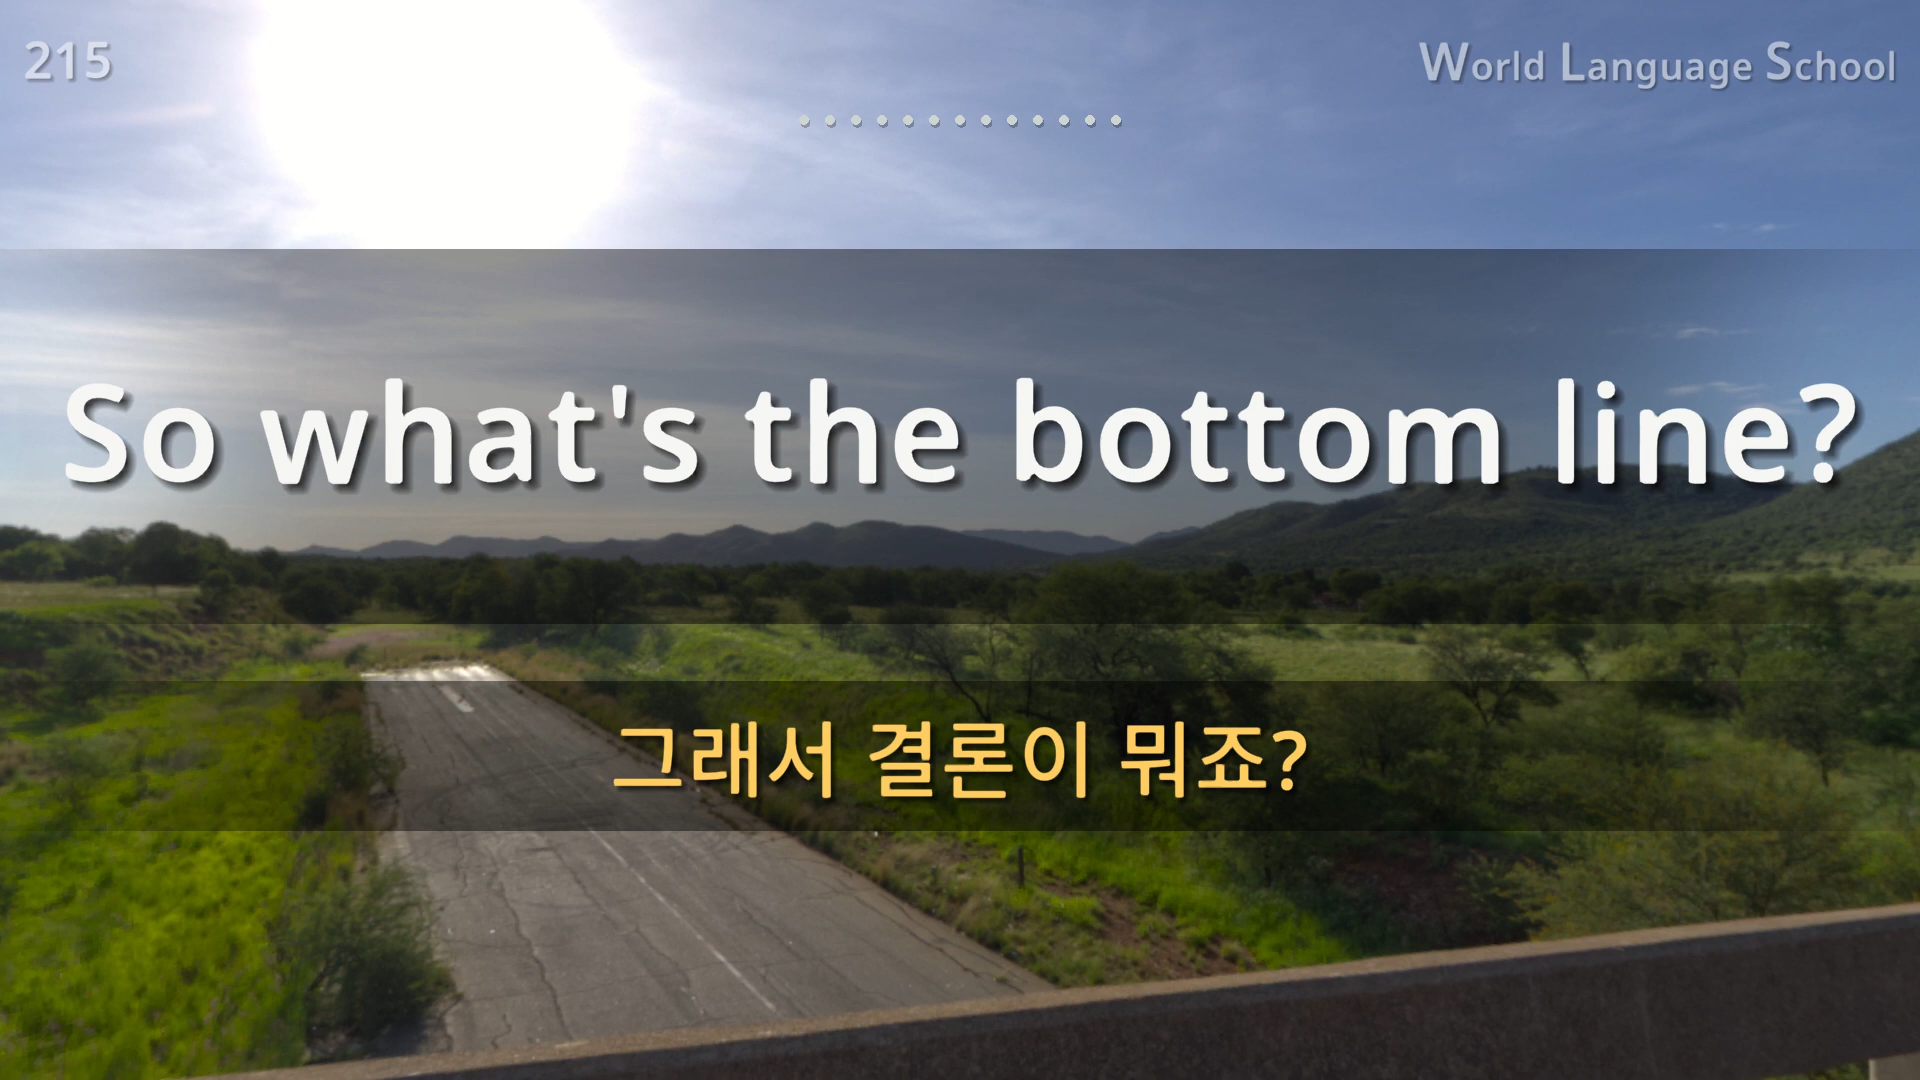 215
World Language School
So what's the bottom line?
그래서 결론이 뭐죠?